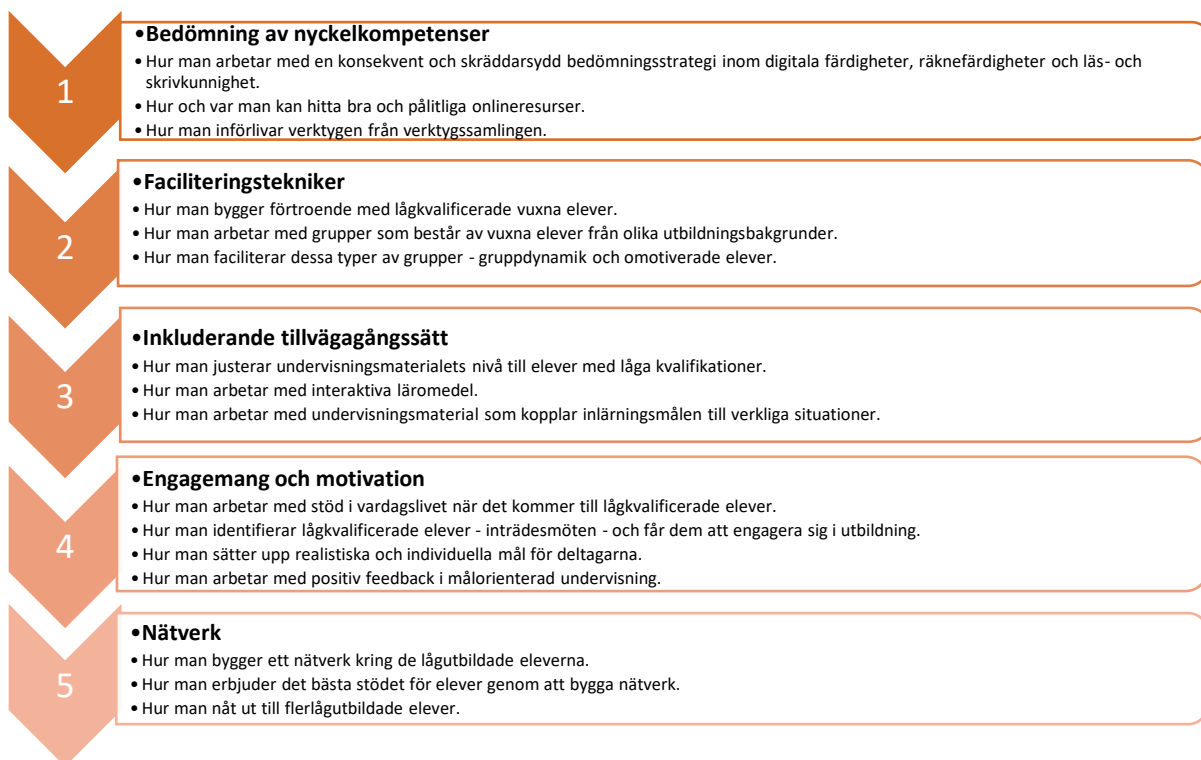 1
•Bedömning av nyckelkompetenser
•Hur man arbetar med en konsekvent och skräddarsydd bedömningsstrategi inom digitala färdigheter, räknefärdigheter och läs- och
skrivkunnighet.
•Hur och var man kan hitta bra och pålitliga onlineresurser.
•Hur man införlivar verktygen från verktygssamlingen.
2
•Faciliteringstekniker
•Hur man bygger förtroende med lågkvalificerade vuxna elever.
•Hur man arbetar med grupper som består av vuxna elever från olika utbildningsbakgrunder.
•Hur man faciliterar dessa typer av grupper - gruppdynamik och omotiverade elever.
3
•Inkluderande tillvägagångssätt
•Hur man justerar undervisningsmaterialets nivå till elever med låga kvalifikationer.
•Hur man arbetar med interaktiva läromedel.
•Hur man arbetar med undervisningsmaterial som kopplar inlärningsmålen till verkliga situationer.
4
•Engagemang och motivation
•Hur man arbetar med stöd i vardagslivet när det kommer till lågkvalificerade elever.
•Hur man identifierar lågkvalificerade elever - inträdesmöten - och får dem att engagera sig i utbildning.
•Hur man sätter upp realistiska och individuella mål för deltagarna.
•Hur man arbetar med positiv feedback i målorienterad undervisning.
5
•Nätverk
•Hur man bygger ett nätverk kring de lågutbildade eleverna.
•Hur man erbjuder det bästa stödet för elever genom att bygga nätverk.
•Hur man nåt ut till flerlågutbildade elever.